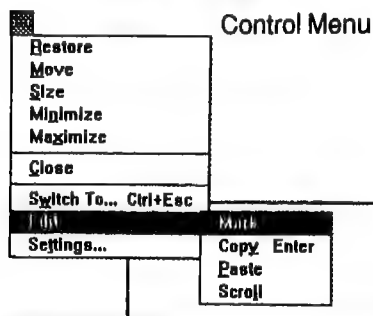 Control Menu
Restore
Move
Size
Minimize
Maximize
Close
Switch To... Ctrl+Esc
Edit Mark
Settings... Copy Enter
Paste
Scroll